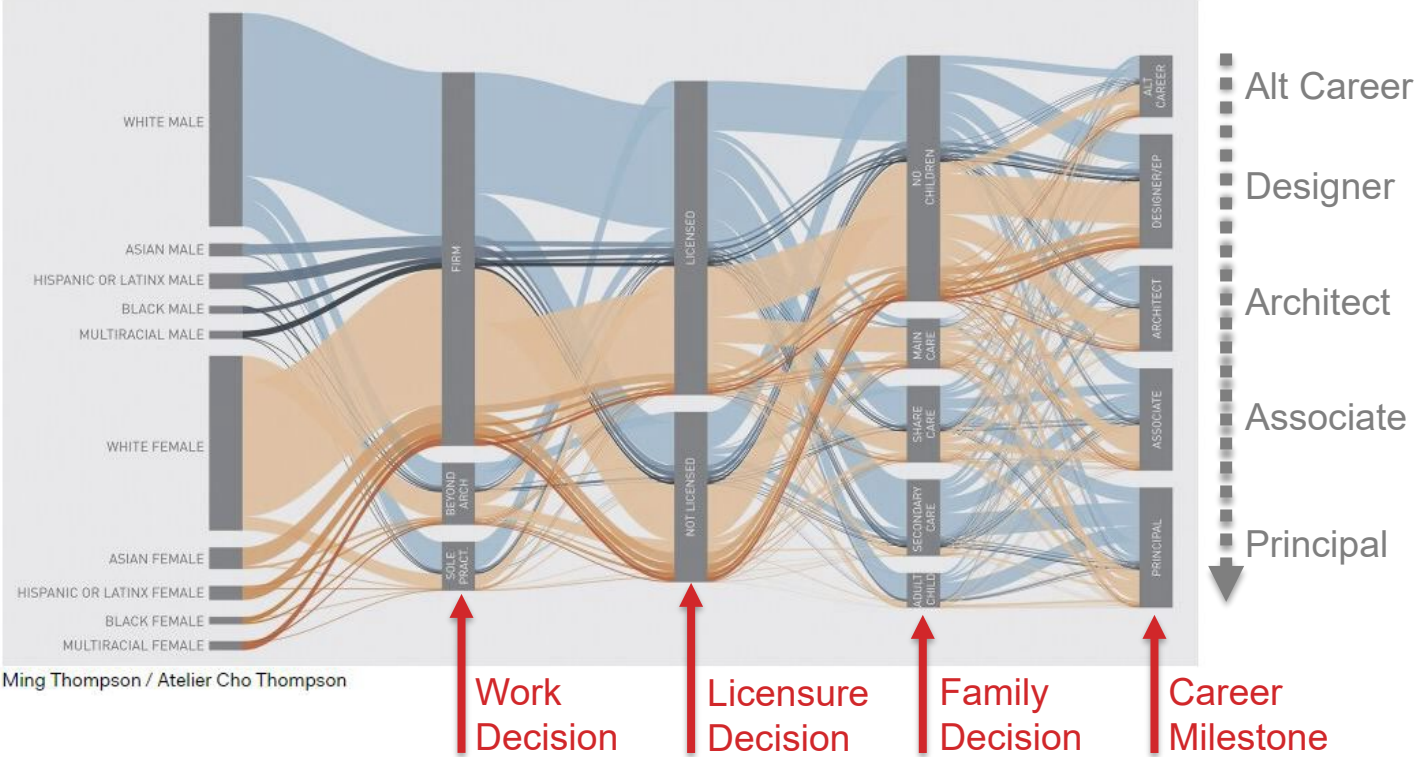 WHITE MALE
ASIAN MALE
HISPANIC OR LATINX MALE
BLACK MALE
MULTIRACIAL MALE
WHITE FEMALE
ASIAN FEMALE
HISPANIC OR LATINX FEMALE
BLACK FEMALE
MULTIRACIAL FEMALE
FIRM
BEYOND
ARCH
SOLE
PRACT.
LICENSED
NOT LICENSED
NO
CHILDREN
MAIN
CARE
SHARE
CARE
SECONDARY
CARE
ADULT
CHILD
ALT
CAREER
DESIGNER/EP
ARCHITECT
ASSOCIATE
PRINCIPAL
Alt Career
Designer
Architect
Associate
Principal
Ming Thompson / Atelier Cho Thompson
Work
Decision
Licensure
Decision
Family
Decision
Career
Milestone